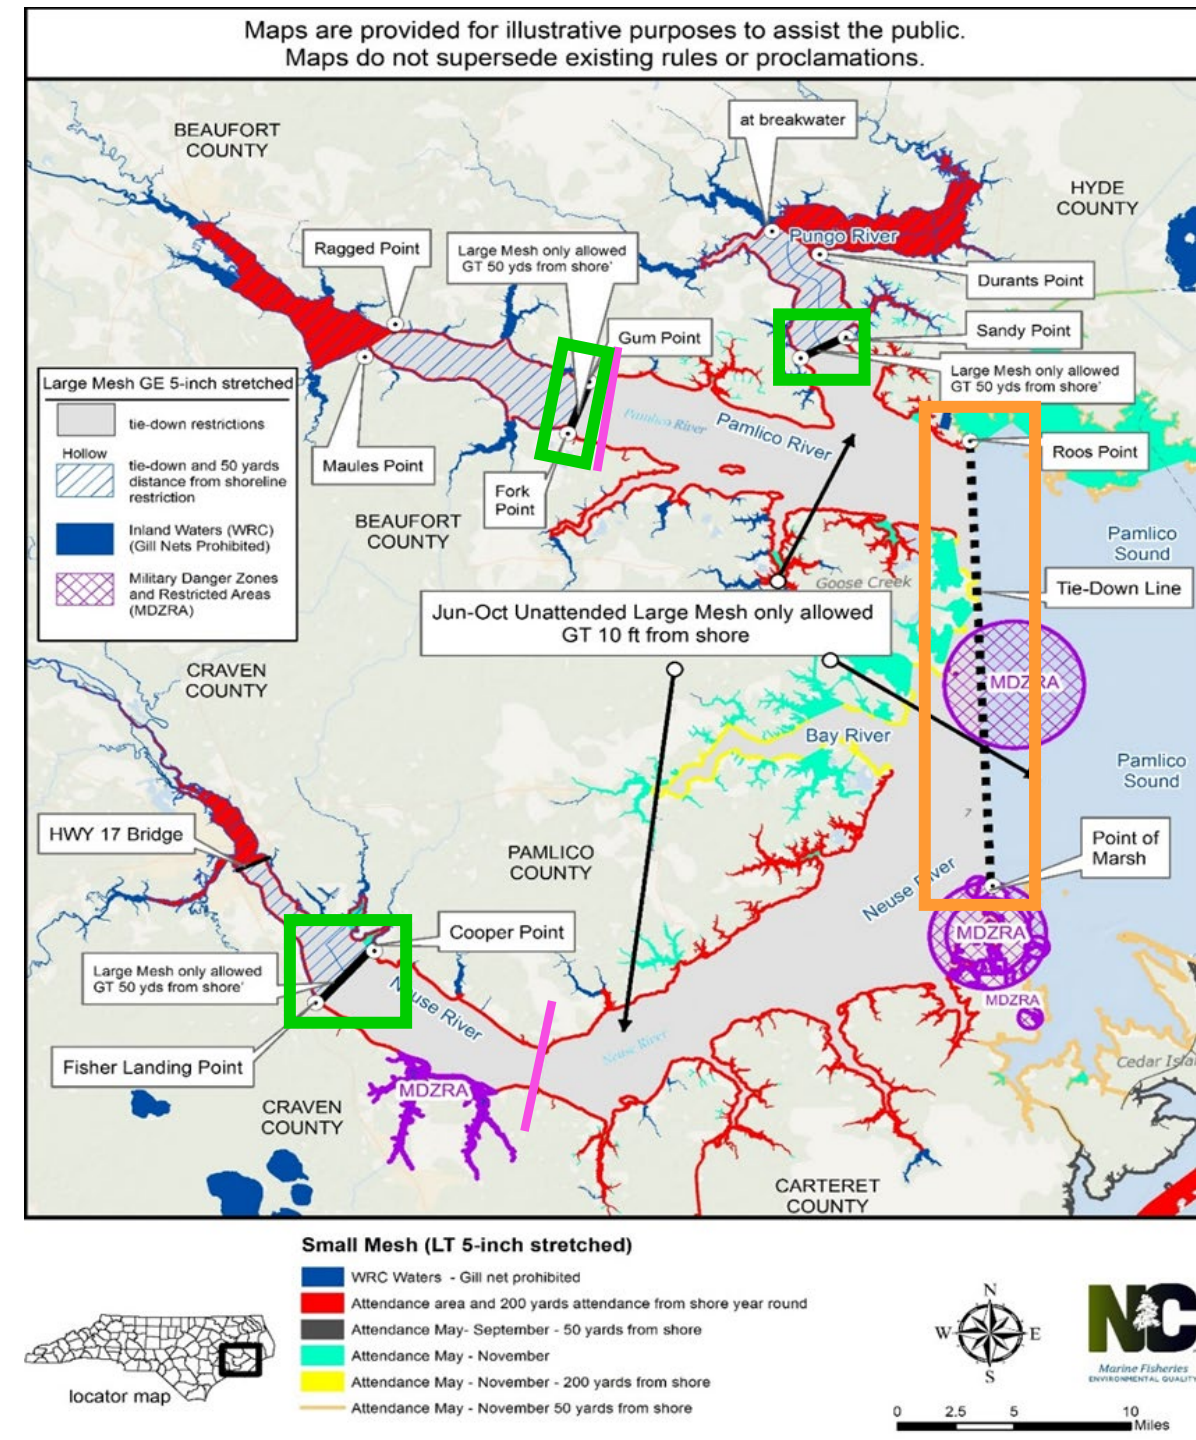 Maps are provided for illustrative purposes to assist the public.
Maps do not supersede existing rules or proclamations.
BEAUFORT
COUNTY
at breakwater
HYDE
COUNTY
Ragged Point
Large Mesh only allowed
GT 50 yds from shore'
Pungo River
Durants Point
Gum Point
Sandy Point
Large Mesh only allowed
GT 50 yds from shore'
Large Mesh GE 5-inch stretched
tie-down restrictions
Hollow
tie-down and 50 yards
distance from shoreline
restriction
Inland Waters (WRC)
(Gill Nets Prohibited)
Military Danger Zones
and Restricted Areas
(MDZRA)
Maules Point
Fork
Point
Pamlico River
Pamlico River
Roos Point
BEAUFORT
COUNTY
Pamlico
Sound
Goose Creek
Tie-Down Line
Jun-Oct Unattended Large Mesh only allowed
GT 10 ft from shore
CRAVEN
COUNTY
MDZRA
Bay River
Pamlico
Sound
7
HWY 17 Bridge
PAMLICO
COUNTY
Point of
Marsh
Neuse River
Cooper Point
MDZRA
Large Mesh only allowed
GT 50 yds from shore'
Neuse River
MDZRA
Neuse River
Fisher Landing Point
MDZRA
CRAVEN
COUNTY
CARTERET
COUNTY
Small Mesh (LT 5-inch stretched)
WRC Waters - Gill net prohibited
Attendance area and 200 yards attendance from shore year round
Attendance May- September - 50 yards from shore
Attendance May - November
Attendance May - November - 200 yards from shore
Attendance May - November 50 yards from shore
locator map
N
W
E
S
NC
Marine Fisheries
ENVIRONMENTAL QUALITY
0 2.5 5 10
Miles